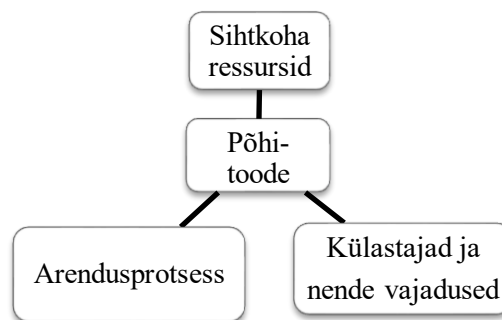 Sihtkoha
ressursid
Põhi-
toode
Arendusprotsess
Külastajad ja
nende vajadused